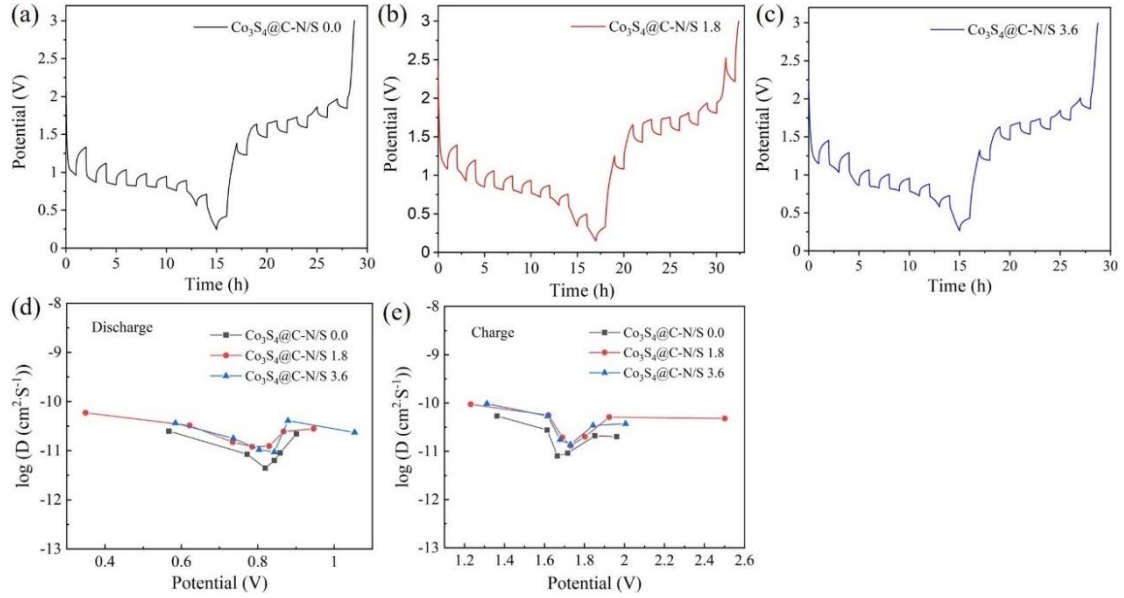 (a)
Co₃S₄@C-N/S 0.0
Potential (V)
3
2.5
2
1.5
1
0.5
0
0 5 10 15 20 25 30
Time (h)
(b)
Co₃S₄@C-N/S 1.8
Potential (V)
3
2.5
2
1.5
1
0.5
0
0 5 10 15 20 25 30
Time (h)
(c)
Co₃S₄@C-N/S 3.6
Potential (V)
3
2.5
2
1.5
1
0.5
0
0 5 10 15 20 25 30
Time (h)
(d)
Discharge
Co₃S₄@C-N/S 0.0
Co₃S₄@C-N/S 1.8
Co₃S₄@C-N/S 3.6
log (D (cm²·S⁻¹)
-8
-9
-10
-11
-12
-13
0.4 0.6 0.8 1
Potential (V)
(e)
Charge
Co₃S₄@C-N/S 0.0
Co₃S₄@C-N/S 1.8
Co₃S₄@C-N/S 3.6
log (D (cm²·S⁻¹)
-8
-9
-10
-11
-12
-13
1.2 1.4 1.6 1.8 2 2.2 2.4 2.6
Potential (V)